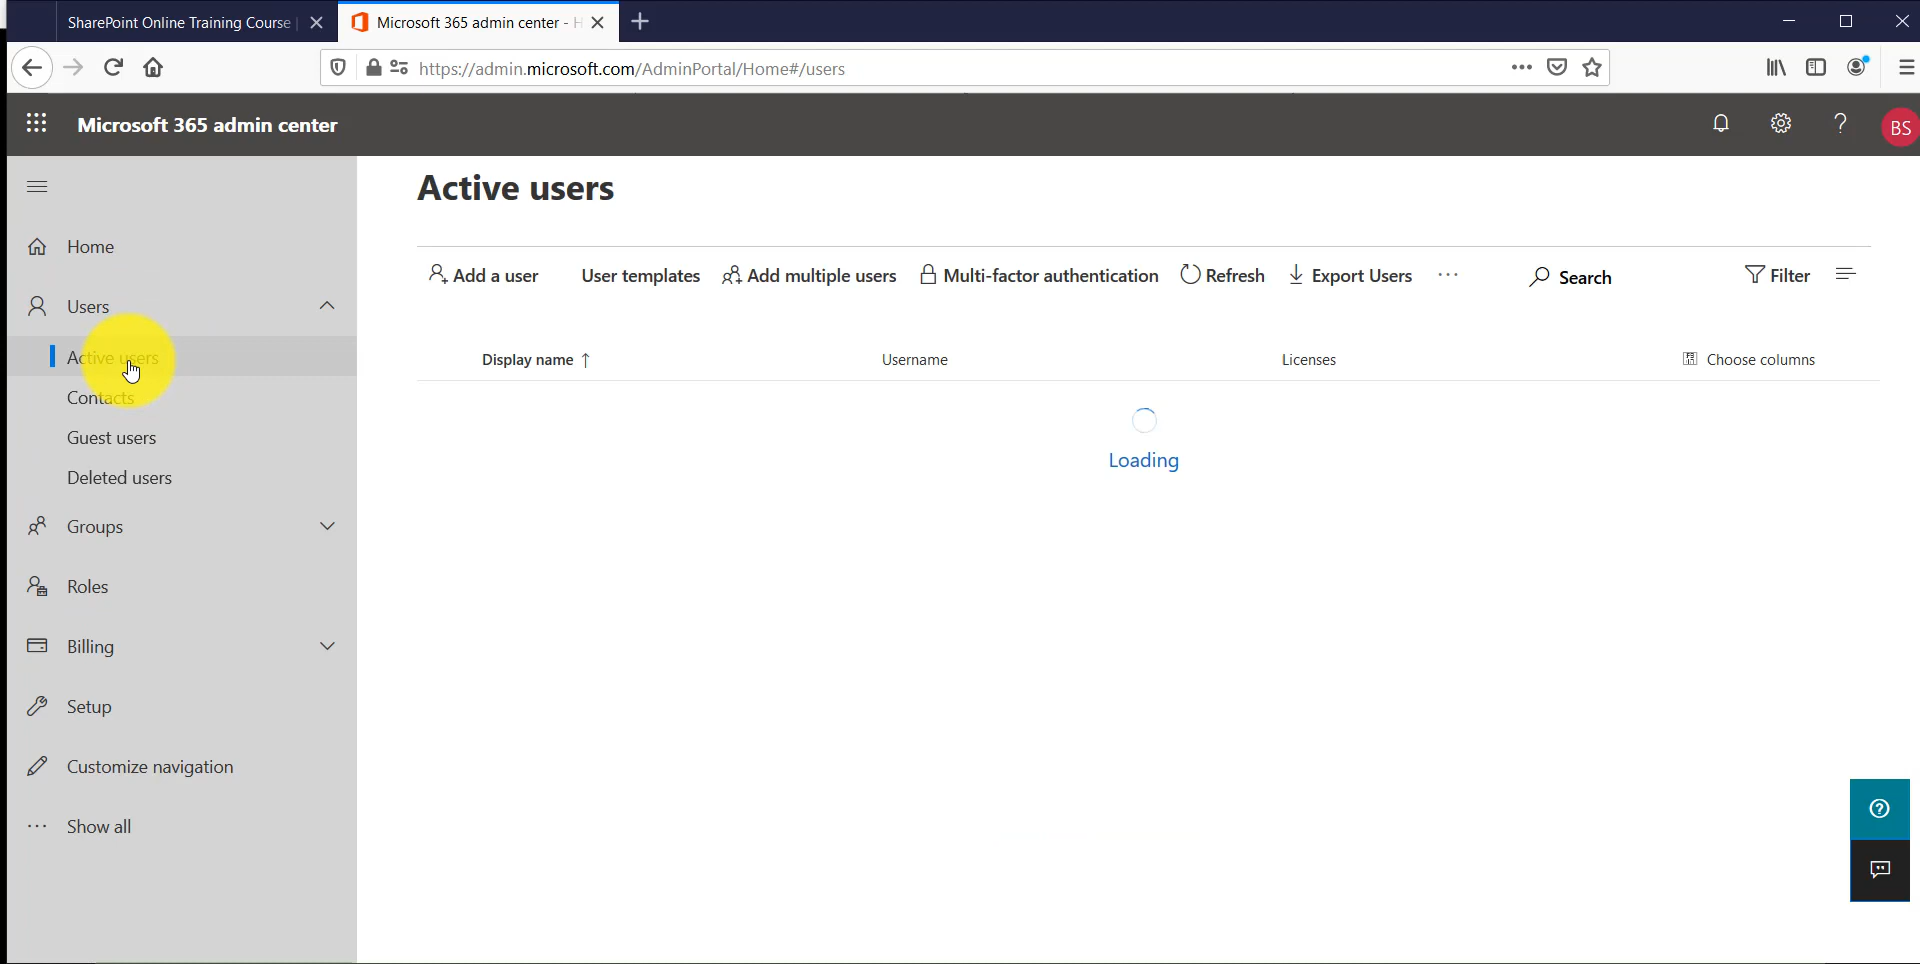 SharePoint Online Training Course |
Microsoft 365 admin center - H
https://admin.microsoft.com/AdminPortal/Home#/users
Microsoft 365 admin center
BS
Active users
Add a user
User templates
Add multiple users
Multi-factor authentication
Refresh
Export Users
Search
Filter
Display name ↑
Username
Licenses
Choose columns
Loading
Home
Users
Active users
Contacts
Guest users
Deleted users
Groups
Roles
Billing
Setup
Customize navigation
Show all